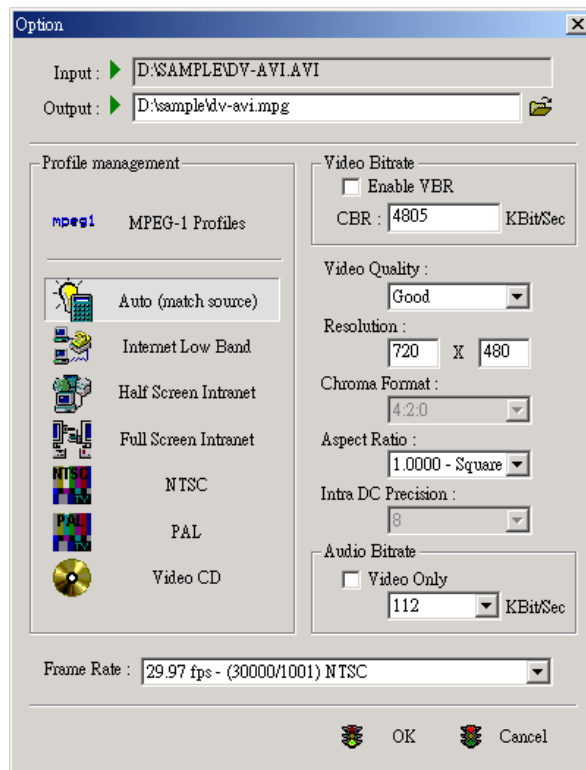 Option
Input : D:\SAMPLE\DV-AVI.AVI
Output : D:\sample\dv-avi.mpg
Profile management
mpeg1 MPEG-1 Profiles
Auto (match source)
Internet Low Band
Half Screen Intranet
Full Screen Intranet
NTSC TV NTSC
PAL TV PAL
Video CD
Video Bitrate
Enable VBR
CBR : 4805 KBit/Sec
Video Quality :
Good
Resolution :
720 X 480
Chroma Format :
4:2:0
Aspect Ratio :
1.0000 - Square
Intra DC Precision :
8
Audio Bitrate
Video Only
112 KBit/Sec
Frame Rate : 29.97 fps - (30000/1001) NTSC
OK Cancel